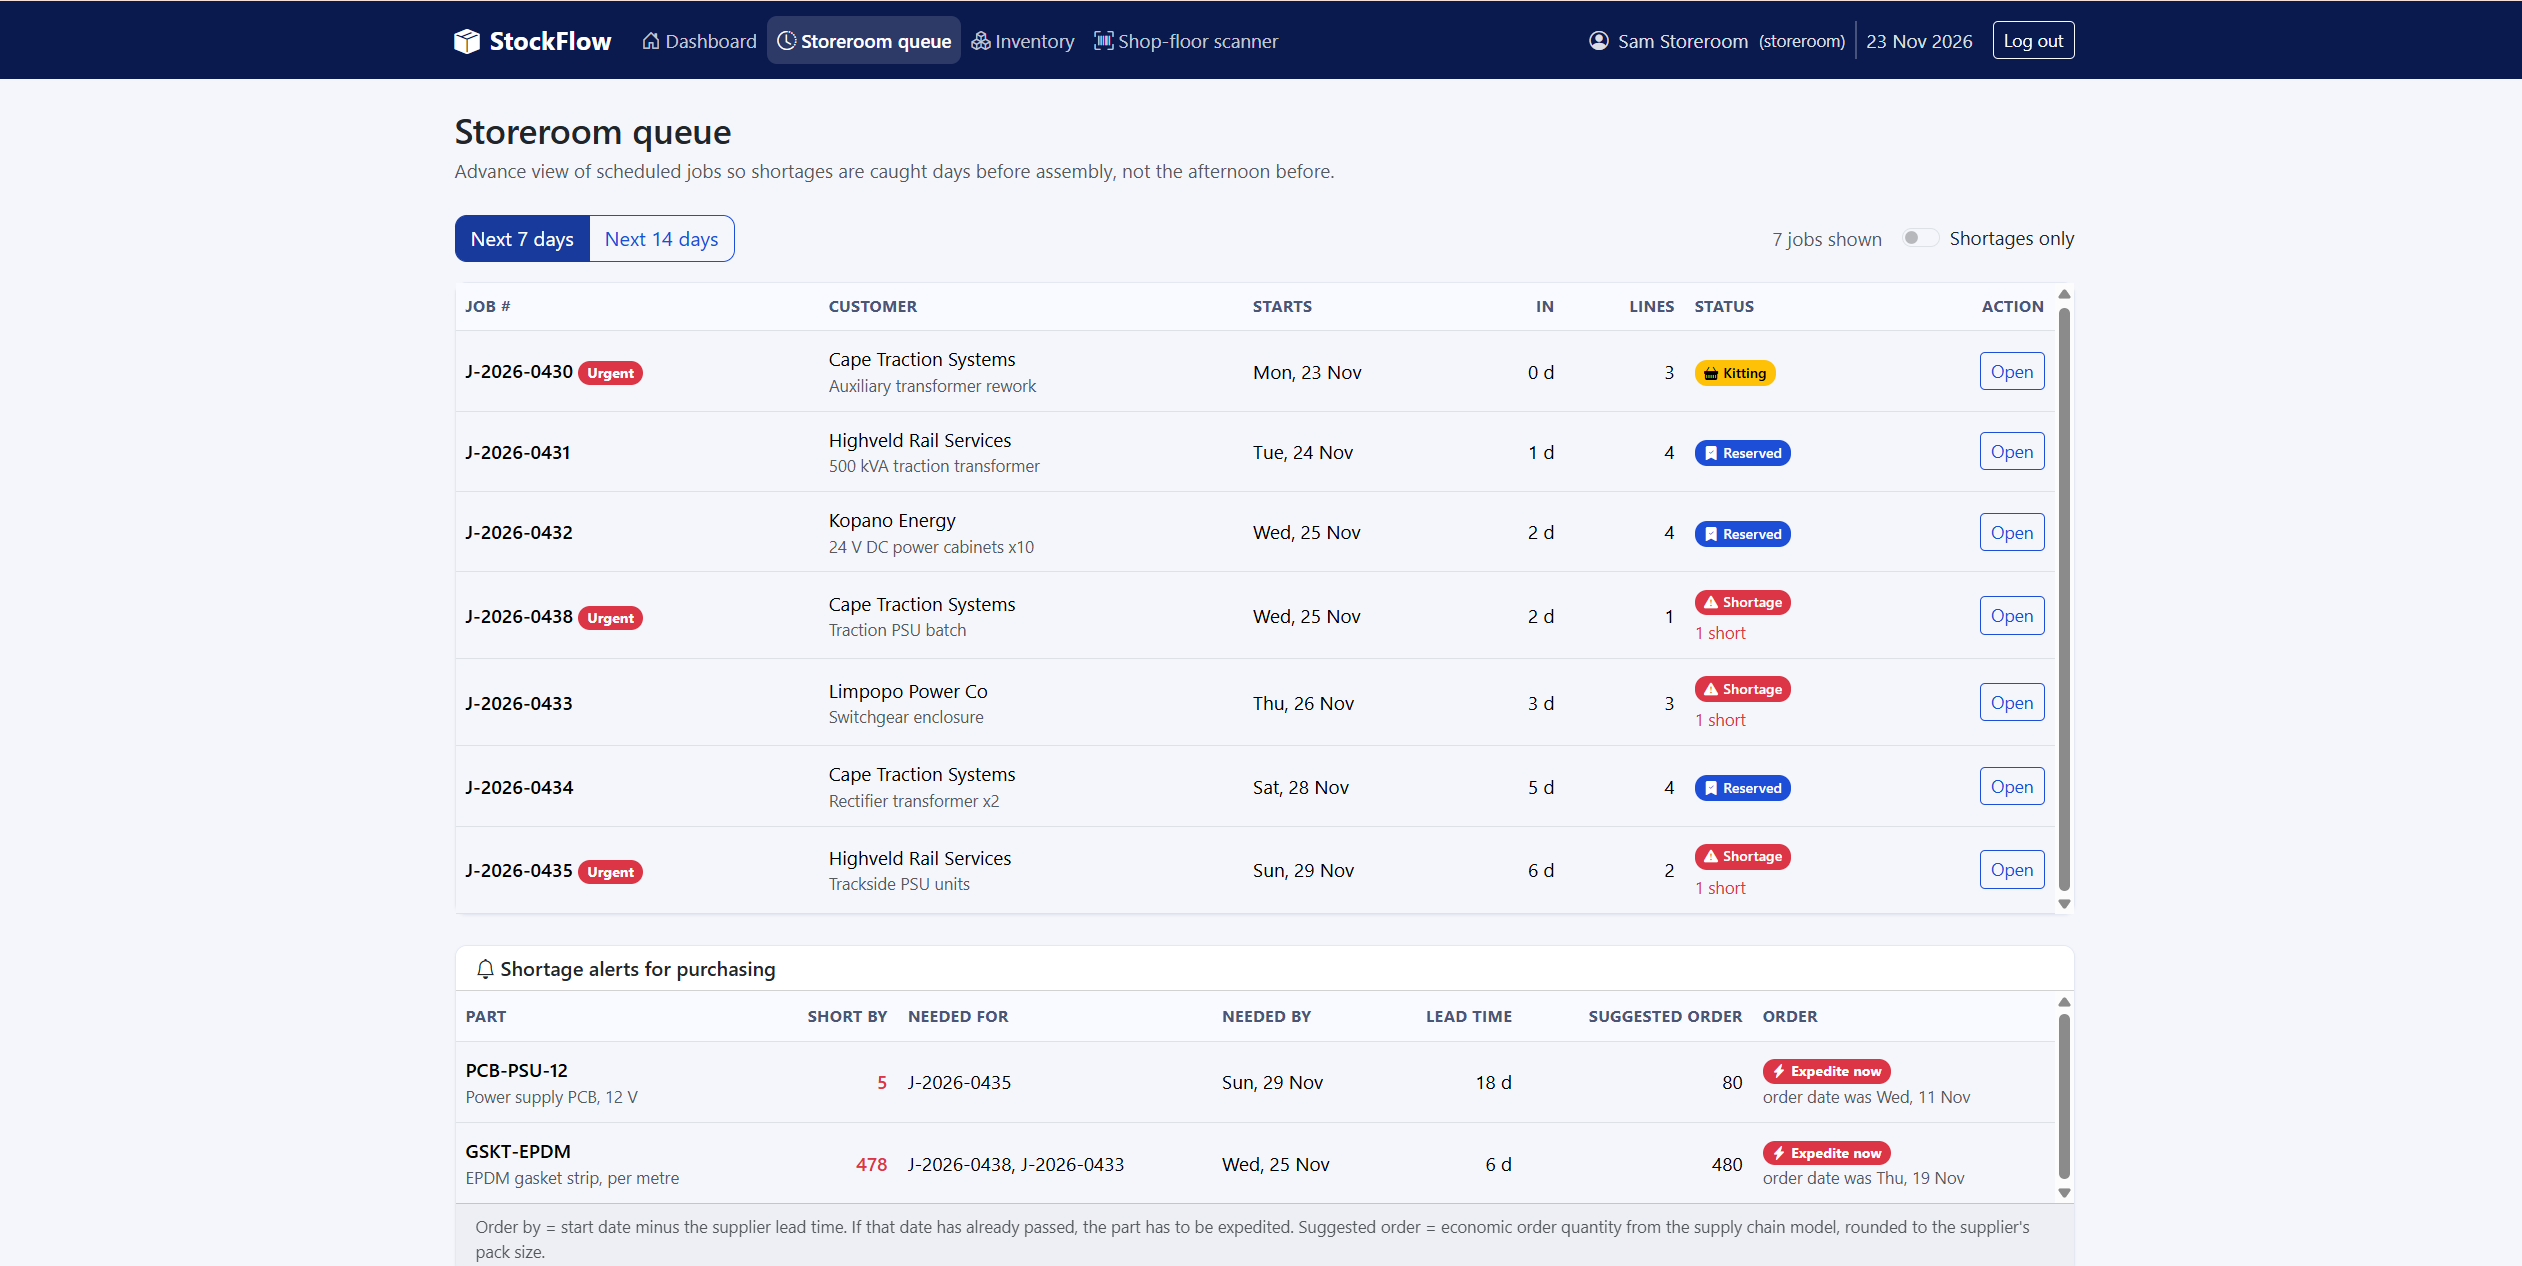 StockFlow Dashboard Storeroom queue Inventory Shop-floor scanner Sam Storeroom (storeroom) 23 Nov 2026 Log out
Storeroom queue
Advance view of scheduled jobs so shortages are caught days before assembly, not the afternoon before.
Next 7 days Next 14 days 7 jobs shown Shortages only
JOB # CUSTOMER STARTS IN LINES STATUS ACTION
J-2026-0430 Urgent Cape Traction Systems Mon, 23 Nov 0 d 3 Kitting Open
Auxiliary transformer rework
J-2026-0431 Highveld Rail Services Tue, 24 Nov 1 d 4 Reserved Open
500 kVA traction transformer
J-2026-0432 Kopano Energy Wed, 25 Nov 2 d 4 Reserved Open
24 V DC power cabinets x10
J-2026-0438 Urgent Cape Traction Systems Wed, 25 Nov 2 d 1 Shortage Open
Traction PSU batch 1 short
J-2026-0433 Limpopo Power Co Thu, 26 Nov 3 d 3 Shortage Open
Switchgear enclosure 1 short
J-2026-0434 Cape Traction Systems Sat, 28 Nov 5 d 4 Reserved Open
Rectifier transformer x2
J-2026-0435 Urgent Highveld Rail Services Sun, 29 Nov 6 d 2 Shortage Open
Trackside PSU units 1 short
Shortage alerts for purchasing
PART SHORT BY NEEDED FOR NEEDED BY LEAD TIME SUGGESTED ORDER ORDER
PCB-PSU-12 5 J-2026-0435 Sun, 29 Nov 18 d 80 Expedite now
Power supply PCB, 12 V order date was Wed, 11 Nov
GSKT-EPDM 478 J-2026-0438, J-2026-0433 Wed, 25 Nov 6 d 480 Expedite now
EPDM gasket strip, per metre order date was Thu, 19 Nov
Order by = start date minus the supplier lead time. If that date has already passed, the part has to be expedited. Suggested order = economic order quantity from the supply chain model, rounded to the supplier's
pack size.